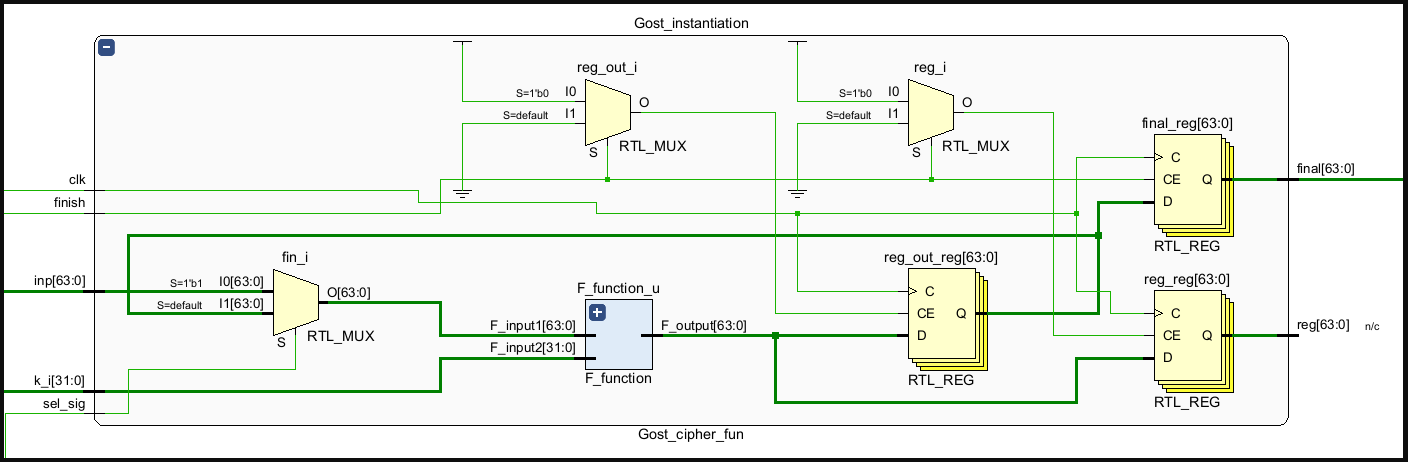 Gost_instantiation
reg_out_i
S=1'b0 I0
S=default I1
O
S
RTL_MUX
reg_i
S=1'b0 I0
S=default I1
O
S
RTL_MUX
final_reg[63:0]
C
CE Q
D
RTL_REG
final[63:0]
clk
finish
fin_i
inp[63:0]
S=1'b1 I0[63:0]
S=default I1[63:0]
O[63:0]
S
RTL_MUX
F_function_u
F_input1[63:0]
F_input2[31:0]
F_output[63:0]
F_function
reg_out_reg[63:0]
C
CE Q
D
RTL_REG
reg_reg[63:0]
C
CE Q
D
RTL_REG
reg[63:0] n/c
k_i[31:0]
sel_sig
Gost_cipher_fun